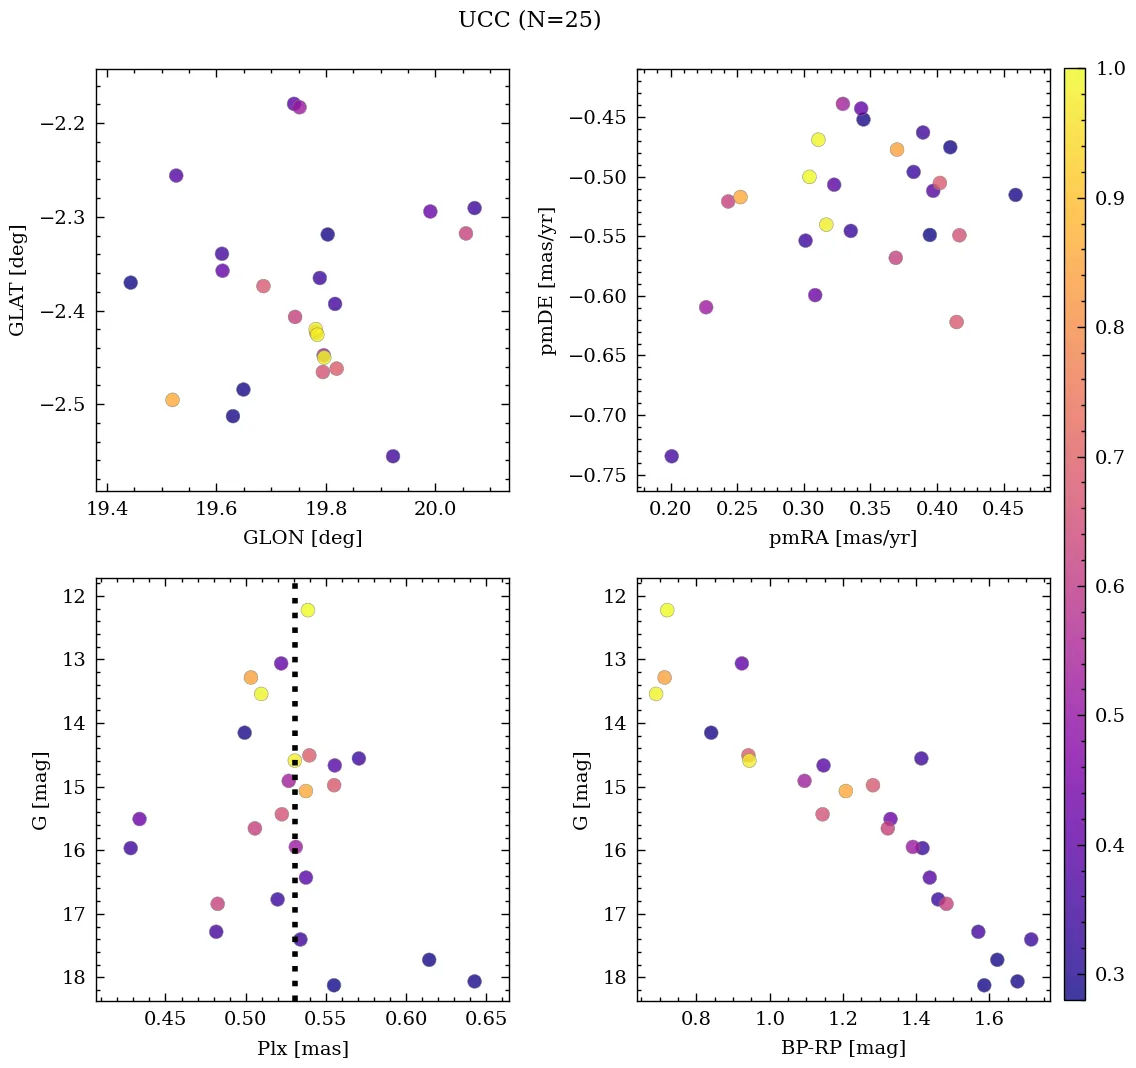 UCC (N=25)
−2.2
−2.3
−2.4
−2.5
GLAT [deg]
19.4 19.6 19.8 20.0
GLON [deg]
−0.45
−0.50
−0.55
−0.60
−0.65
−0.70
−0.75
pmDE [mas/yr]
0.20 0.25 0.30 0.35 0.40 0.45
pmRA [mas/yr]
12
13
14
15
16
17
18
G [mag]
0.45 0.50 0.55 0.60 0.65
Plx [mas]
12
13
14
15
16
17
18
G [mag]
0.8 1.0 1.2 1.4 1.6
BP-RP [mag]
1.0
0.9
0.8
0.7
0.6
0.5
0.4
0.3